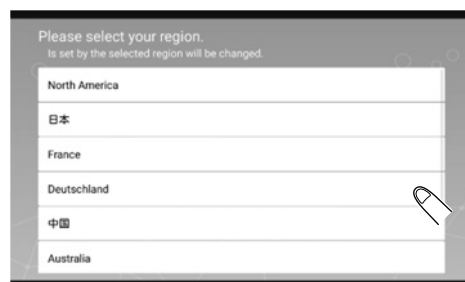 Please select your region.
Is set by the selected region will be changed.
North America
日本
France
Deutschland
中国
Australia